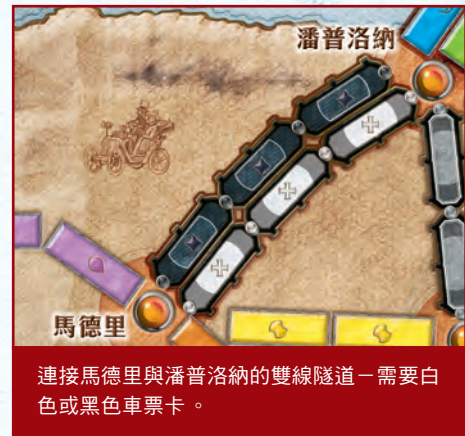 潘普洛納
馬德里
連接馬德里與潘普洛納的雙線隧道－需要白
色或黑色車票卡。